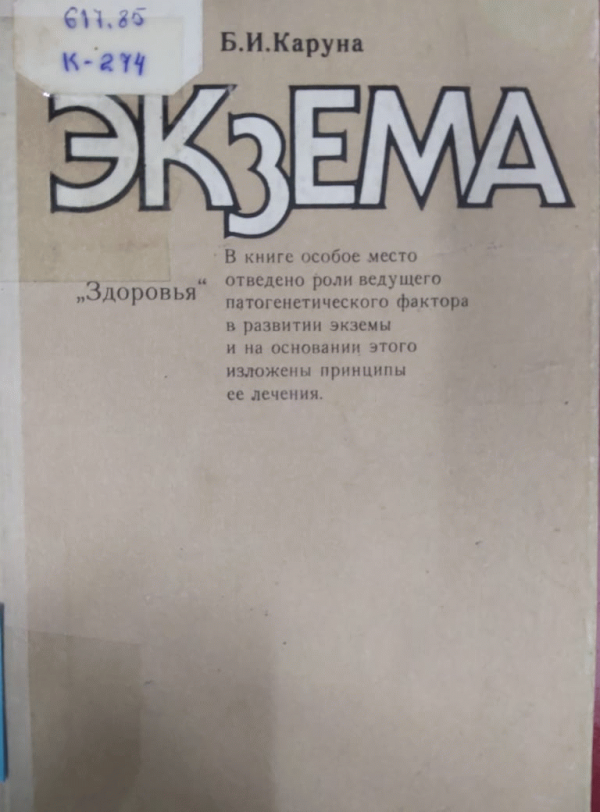 617.85
К-274
Б.И.Каруна
ЭКЗЕМА
„Здоровья“
В книге особое место
отведено роли ведущего
патогенетического фактора
в развитии экземы
и на основании этого
изложены принципы
ее лечения.